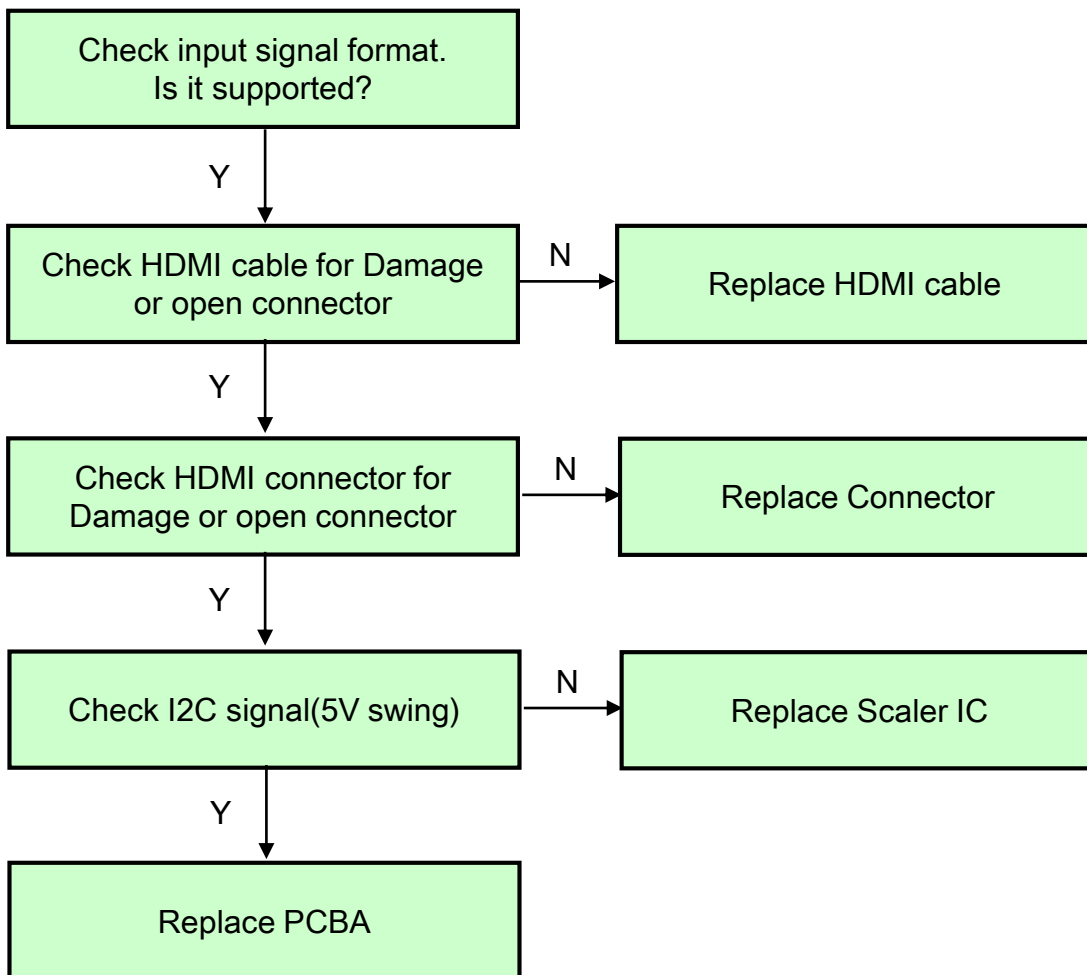 Check input signal format.
Is it supported?
Y
Check HDMI cable for Damage
or open connector
N
Replace HDMI cable
Y
Check HDMI connector for
Damage or open connector
N
Replace Connector
Y
Check I2C signal(5V swing)
N
Replace Scaler IC
Y
Replace PCBA